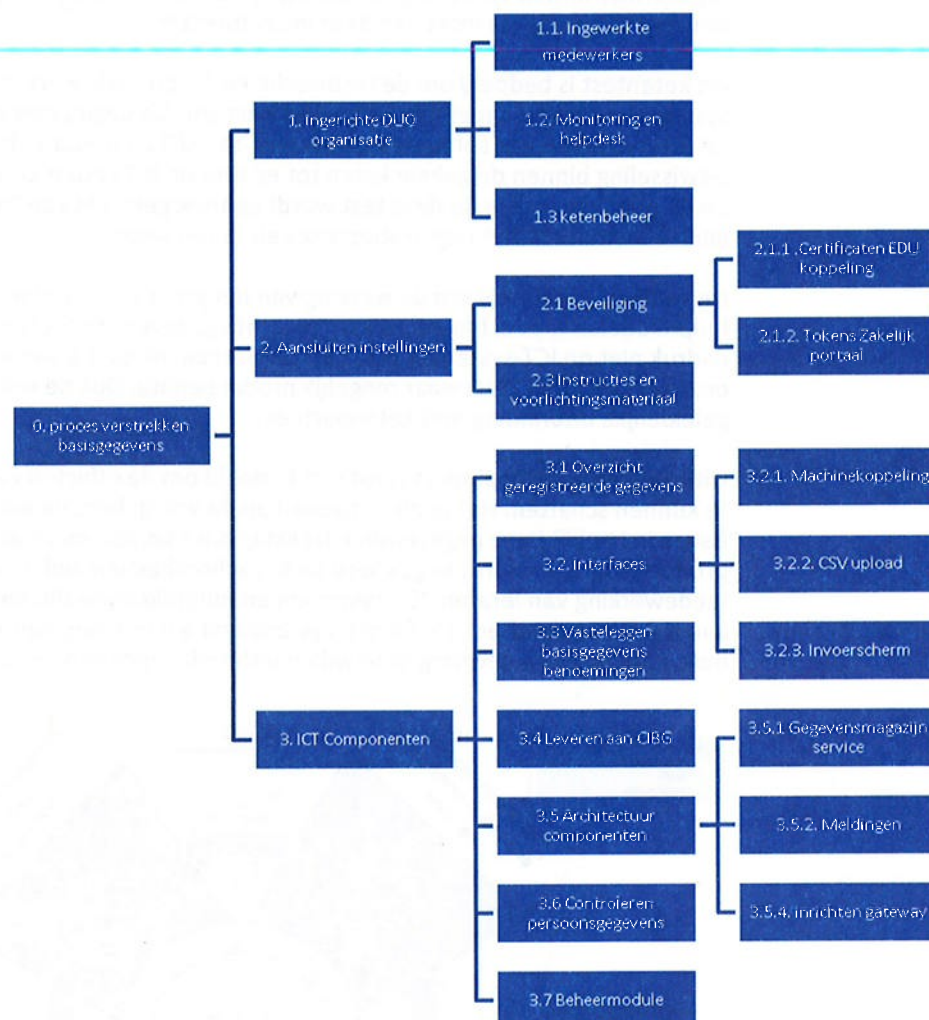 0. proces verstrekken
basisgegevens
1. Ingerichte DUO
organisatie
1.1. Ingewerkte
medewerkers
1.2. Monitoring en
helpdesk
1.3 ketenbeheer
2. Aansluiten instellingen
2.1 Beveiliging
2.1.1 .Certificaten EDU
koppeling
2.1.2. Tokens Zakelijk
portaal
2.3 Instructies en
voorlichtingsmateriaal
3. ICT Componenten
3.1 Overzicht
geregistreerde gegevens
3.2. Interfaces
3.2.1. Machinekoppeling
3.2.2. CSV upload
3.2.3. Invoerscherm
3.3 Vasteleggen
basisgegevens
benoemingen
3.4 Leveren aan CIBG
3.5 Architectuur
componenten
3.5.1 Gegevensmagazijn
service
3.5.2. Meldingen
3.5.4. inrichten gateway
3.6 Controleren
persoonsgegevens
3.7 Beheermodule